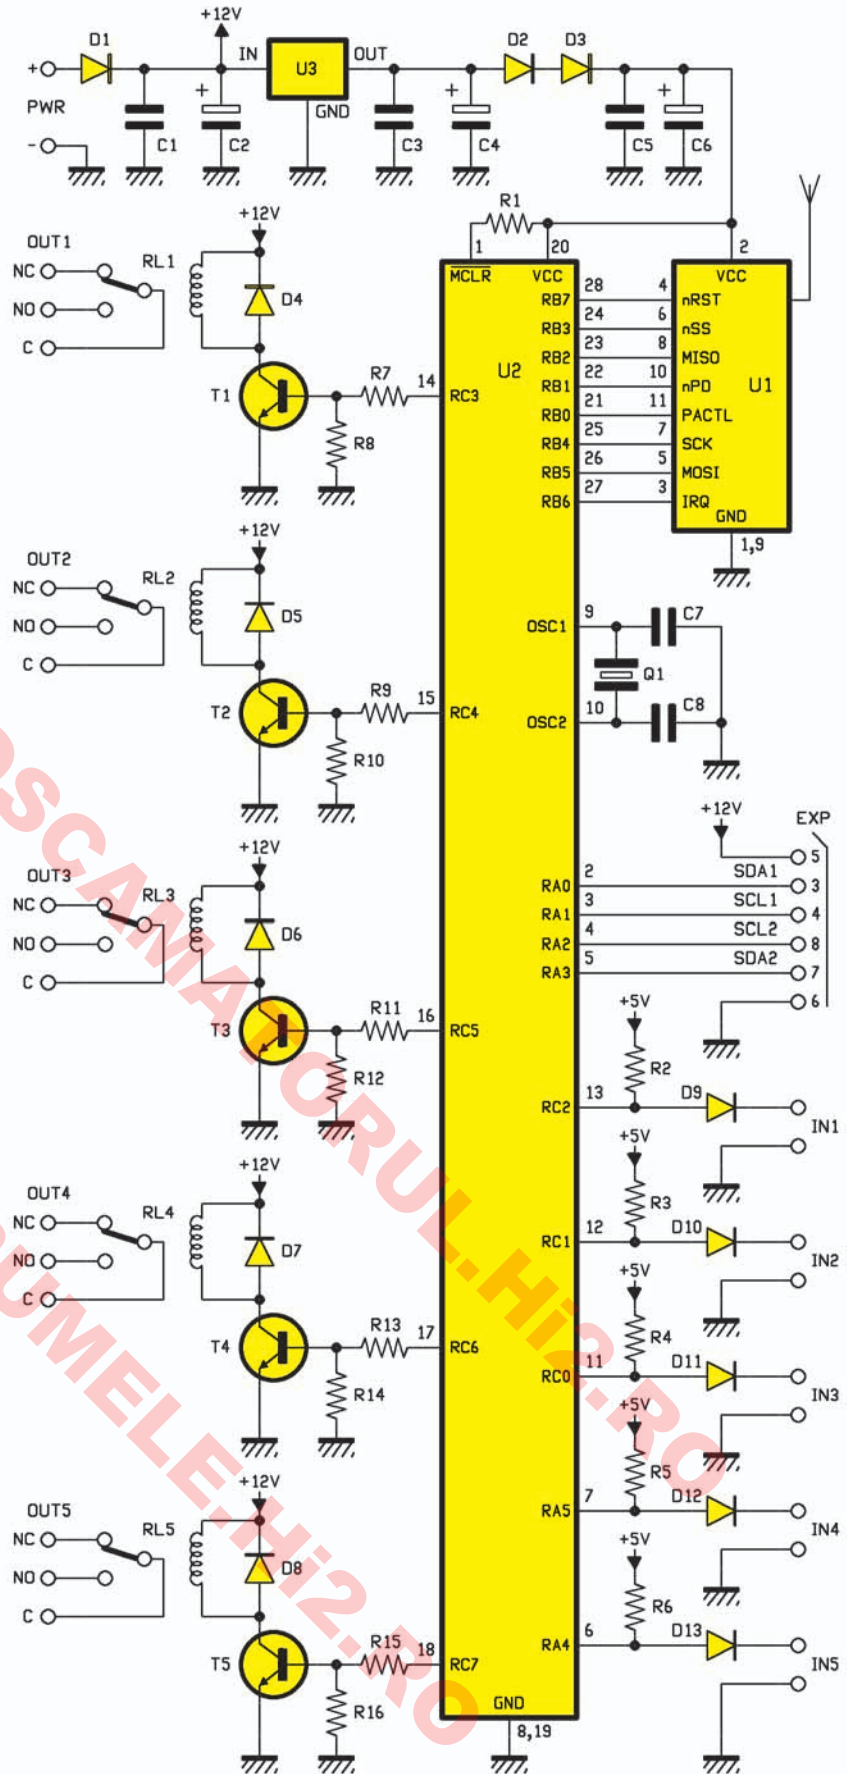 +12V
D1
IN
U3
OUT
D2
D3
+
PWR
-
C1
+
C2
GND
C3
+
C4
C5
+
C6
R1
1
20
2
MCLR
VCC
VCC
U2
U1
RB7 28 4 nRST
RB3 24 6 nSS
RB2 23 8 MISO
RB1 22 10 nPD
RB0 21 11 PACTL
RB4 25 7 SCK
RB5 26 5 MOSI
RB6 27 3 IRQ
GND
1,9
OUT1
+12V
NC
RL1
NO
D4
C
T1
R7
14
RC3
R8
OUT2
+12V
NC
RL2
NO
D5
C
T2
R9
15
RC4
R10
OSC1
9
C7
Q1
OSC2
10
C8
OUT3
+12V
NC
RL3
NO
D6
C
T3
R11
16
RC5
R12
+12V
EXP
5
RA0 2 SDA1 3
RA1 3 SCL1 4
RA2 4 SCL2 8
RA3 5 SDA2 7
6
+5V
R2
RC2 13 D9
IN1
+5V
R3
RC1 12 D10
IN2
+5V
R4
RC0 11 D11
IN3
+5V
R5
RA5 7 D12
IN4
+5V
R6
RA4 6 D13
IN5
OUT4
+12V
NC
RL4
NO
D7
C
T4
R13
17
RC6
R14
OUT5
+12V
NC
RL5
NO
D8
C
T5
R15
18
RC7
R16
GND
8,19
OSCAMATORUL.Hi2.RO
UMELE.Hi2.RO